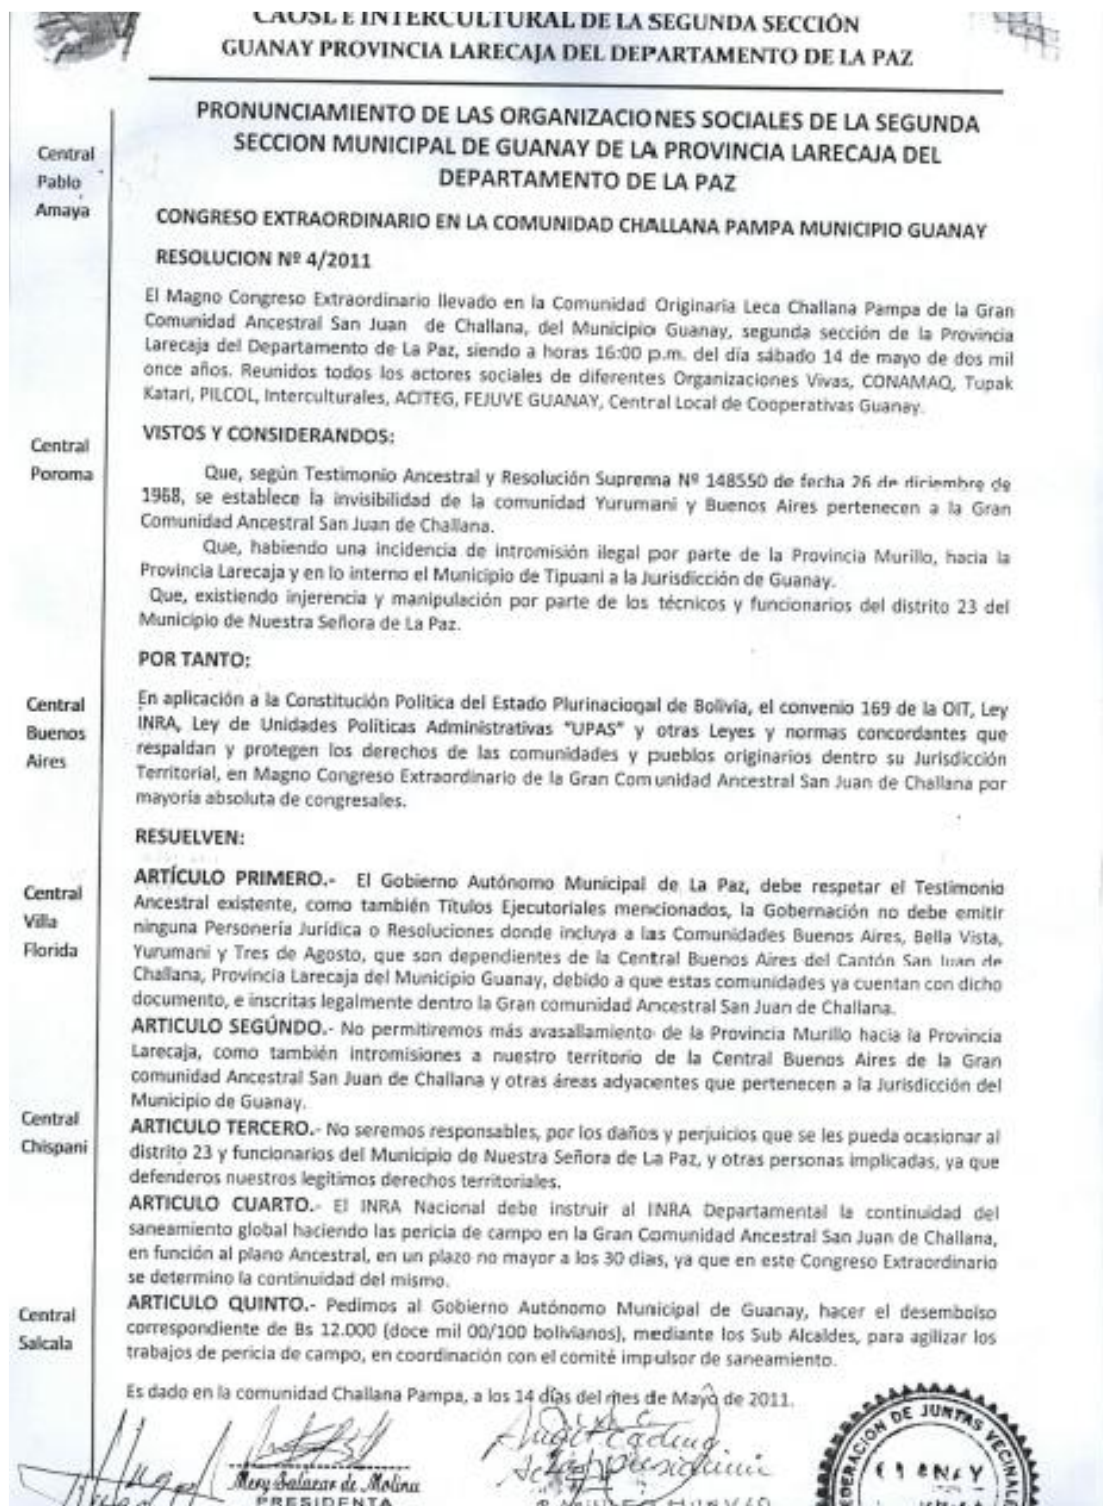 CAOSL E INTERCULTURAL DE LA SEGUNDA SECCIÓN
GUANAY PROVINCIA LARECAJA DEL DEPARTAMENTO DE LA PAZ
PRONUNCIAMIENTO DE LAS ORGANIZACIONES SOCIALES DE LA SEGUNDA
SECCION MUNICIPAL DE GUANAY DE LA PROVINCIA LARECAJA DEL
DEPARTAMENTO DE LA PAZ
Central
Pablo
Amaya
CONGRESO EXTRAORDINARIO EN LA COMUNIDAD CHALLANA PAMPA MUNICIPIO GUANAY
RESOLUCION Nº 4/2011
El Magno Congreso Extraordinario llevado en la Comunidad Originaria Leca Challana Pampa de la Gran
Comunidad Ancestral San Juan de Challana, del Municipio Guanay, segunda sección de la Provincia
Larecaja del Departamento de La Paz, siendo a horas 16:00 p.m. del día sábado 14 de mayo de dos mil
once años. Reunidos todos los actores sociales de diferentes Organizaciones Vivas, CONAMAQ, Tupak
Katari, PILCOL, Interculturales, ACITEG, FEJUVE GUANAY, Central Local de Cooperativas Guanay.
VISTOS Y CONSIDERANDOS:
Central
Poroma
Que, según Testimonio Ancestral y Resolución Suprema Nº 148550 de fecha 26 de diciembre de
1968, se establece la invisibilidad de la comunidad Yurumani y Buenos Aires pertenecen a la Gran
Comunidad Ancestral San Juan de Challana.
Que, habiendo una incidencia de intromisión ilegal por parte de la Provincia Murillo, hacia la
Provincia Larecaja y en lo interno el Municipio de Tipuani a la Jurisdicción de Guanay.
Que, existiendo injerencia y manipulación por parte de los técnicos y funcionarios del distrito 23 del
Municipio de Nuestra Señora de La Paz.
POR TANTO:
Central
Buenos
Aires
En aplicación a la Constitución Política del Estado Plurinacional de Bolivia, el convenio 169 de la OIT, Ley
INRA, Ley de Unidades Políticas Administrativas "UPAS" y otras Leyes y normas concordantes que
respaldan y protegen los derechos de las comunidades y pueblos originarios dentro su Jurisdicción
Territorial, en Magno Congreso Extraordinario de la Gran Comunidad Ancestral San Juan de Challana por
mayoría absoluta de congresales.
RESUELVEN:
Central
Villa
Florida
ARTÍCULO PRIMERO.- El Gobierno Autónomo Municipal de La Paz, debe respetar el Testimonio
Ancestral existente, como también Títulos Ejecutoriales mencionados, la Gobernación no debe emitir
ninguna Personería Jurídica o Resoluciones donde incluya a las Comunidades Buenos Aires, Bella Vista,
Yurumani y Tres de Agosto, que son dependientes de la Central Buenos Aires del Cantón San Juan de
Challana, Provincia Larecaja del Municipio Guanay, debido a que estas comunidades ya cuentan con dicho
documento, e inscritas legalmente dentro la Gran comunidad Ancestral San Juan de Challana.
ARTICULO SEGÚNDO.- No permitiremos más avasallamiento de la Provincia Murillo hacia la Provincia
Larecaja, como también intromisiones a nuestro territorio de la Central Buenos Aires de la Gran
comunidad Ancestral San Juan de Challana y otras áreas adyacentes que pertenecen a la Jurisdicción del
Municipio de Guanay.
Central
Chispani
ARTICULO TERCERO.- No seremos responsables, por los daños y perjuicios que se les pueda ocasionar al
distrito 23 y funcionarios del Municipio de Nuestra Señora de La Paz, y otras personas implicadas, ya que
defenderos nuestros legítimos derechos territoriales.
ARTICULO CUARTO.- El INRA Nacional debe instruir al INRA Departamental la continuidad del
saneamiento global haciendo las pericia de campo en la Gran Comunidad Ancestral San Juan de Challana,
en función al plano Ancestral, en un plazo no mayor a los 30 días, ya que en este Congreso Extraordinario
se determino la continuidad del mismo.
Central
Salcala
ARTICULO QUINTO.- Pedimos al Gobierno Autónomo Municipal de Guanay, hacer el desembolso
correspondiente de Bs 12.000 (doce mil 00/100 bolivianos), mediante los Sub Alcaldes, para agilizar los
trabajos de pericia de campo, en coordinación con el comité impulsor de saneamiento.
Es dado en la comunidad Challana Pampa, a los 14 días del mes de Mayo de 2011.
Mery Salazar de Molina
PRESIDENTA
FEDERACION DE JUNTAS VECINALES
GUANAY